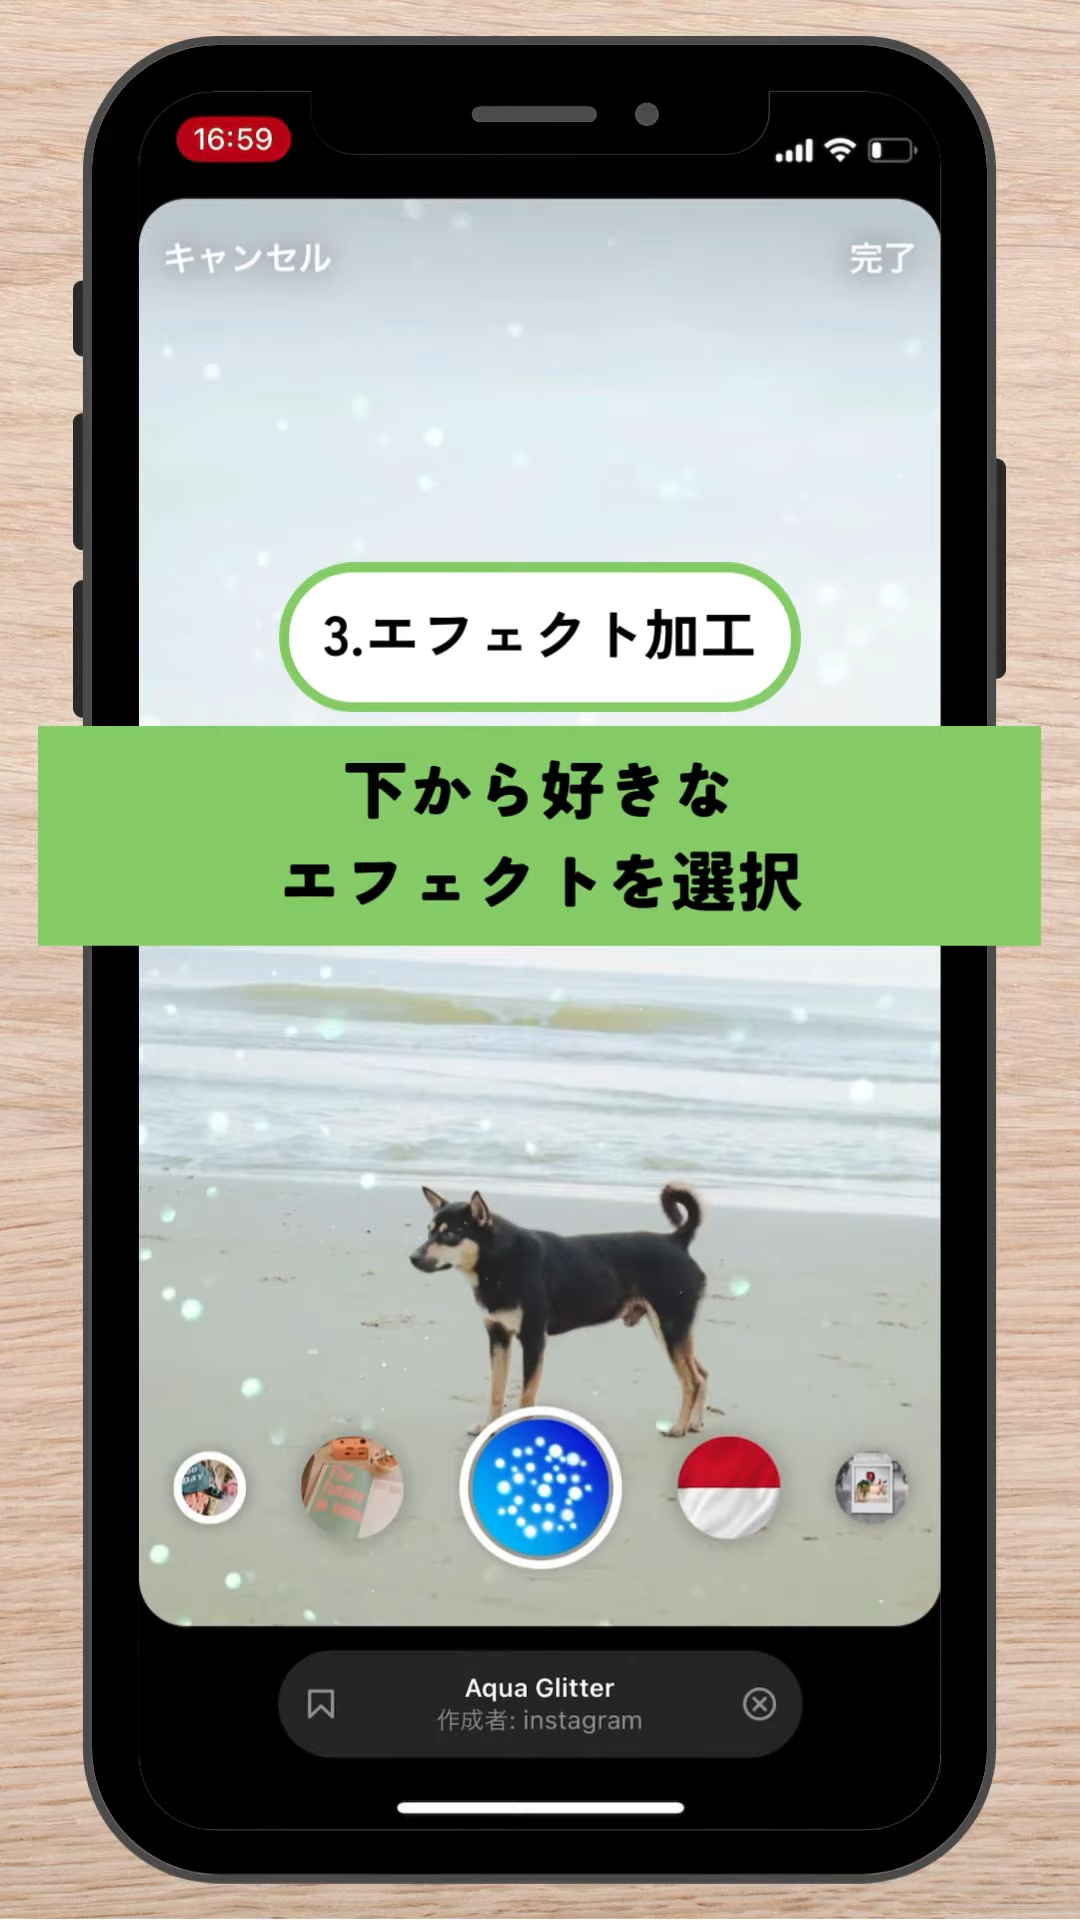 16:59
キャンセル
完了
3.エフェクト加工
下から好きな
エフェクトを選択
Aqua Glitter
作成者: instagram